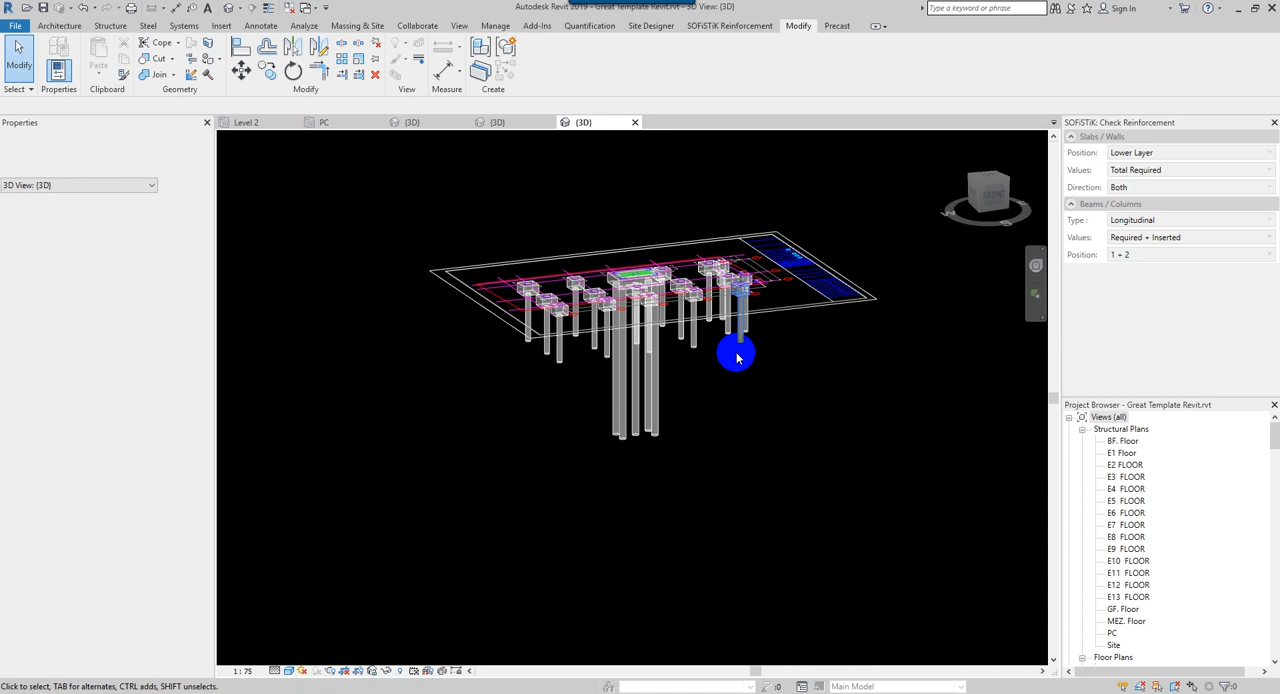 Autodesk Revit 2019 - Great Template Revit.rvt - 3D View: {3D}
Type a keyword or phrase
Sign In
File Architecture Structure Steel Systems Insert Annotate Analyze Massing & Site Collaborate View Manage Add-Ins Quantification Site Designer SOFiSTiK Reinforcement Modify Precast
Modify
Paste
Cope
Cut
Join
Select Properties Clipboard Geometry Modify View Measure Create
Properties
Level 2
PC
{3D}
{3D}
{3D}
3D View: {3D}
FRONT
SOFiSTiK: Check Reinforcement
Slabs / Walls
Position: Lower Layer
Values: Total Required
Direction: Both
Beams / Columns
Type : Longitudinal
Values: Required + Inserted
Position: 1 + 2
Project Browser - Great Template Revit.rvt
Views (all)
Structural Plans
BF. Floor
E1 Floor
E2 FLOOR
E3 FLOOR
E4 FLOOR
E5 FLOOR
E6 FLOOR
E7 FLOOR
E8 FLOOR
E9 FLOOR
E10 FLOOR
E11 FLOOR
E12 FLOOR
E13 FLOOR
GF. Floor
MEZ. Floor
PC
Site
Floor Plans
1 : 75
Click to select, TAB for alternates, CTRL adds, SHIFT unselects.
:0
Main Model
:0